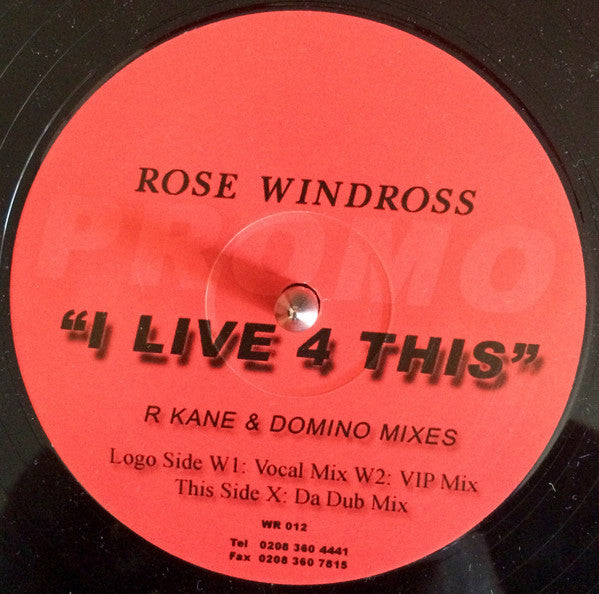 ROSE WINDROSS
PROMO
“I LIVE 4 THIS”
R KANE & DOMINO MIXES
Logo Side W1: Vocal Mix W2: VIP Mix
This Side X: Da Dub Mix
WR 012
Tel 0208 360 4441
Fax 0208 360 7815